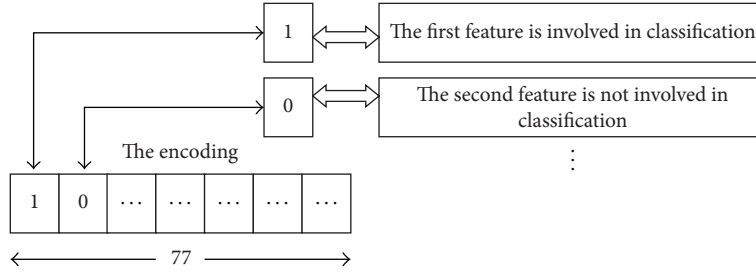 1
The first feature is involved in classification
0
The second feature is not involved in
classification
⋮
The encoding
1 0 ⋯ ⋯ ⋯ ⋯ ⋯
77